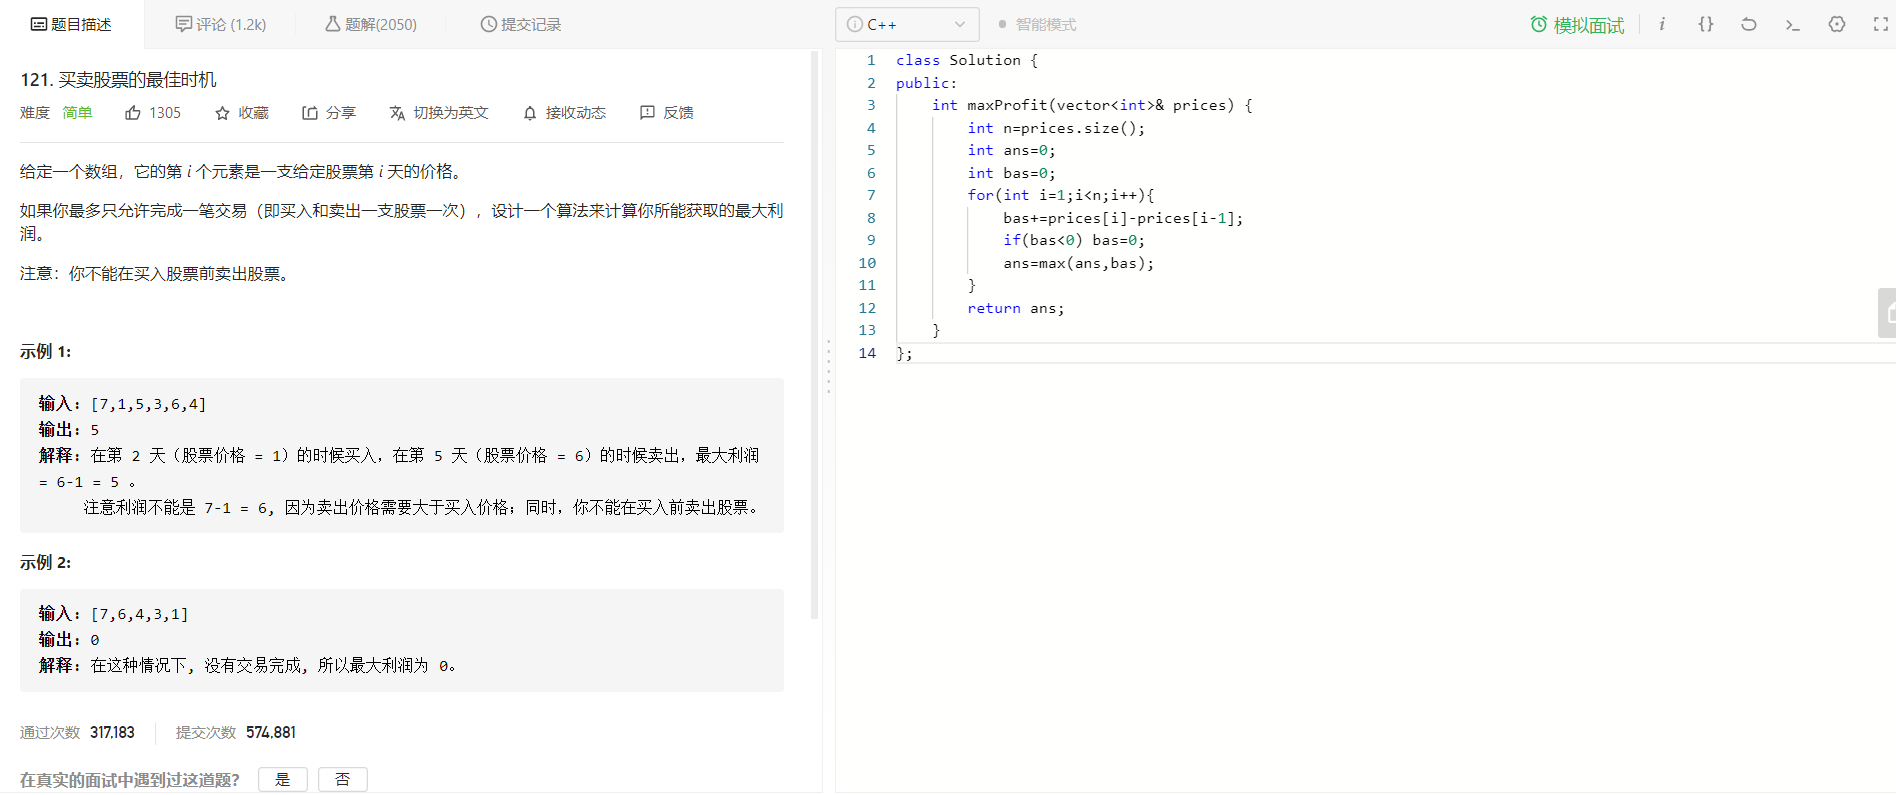 题目描述
评论 (1.2k)
题解(2050)
提交记录
121. 买卖股票的最佳时机
难度 简单 1305 收藏 分享 切换为英文 接收动态 反馈
给定一个数组，它的第 i 个元素是一支给定股票第 i 天的价格。
如果你最多只允许完成一笔交易（即买入和卖出一支股票一次），设计一个算法来计算你所能获取的最大利
润。
注意：你不能在买入股票前卖出股票。
示例 1:
输入: [7,1,5,3,6,4]
输出: 5
解释: 在第 2 天（股票价格 = 1）的时候买入，在第 5 天（股票价格 = 6）的时候卖出，最大利润
= 6-1 = 5 。
注意利润不能是 7-1 = 6, 因为卖出价格需要大于买入价格；同时，你不能在买入前卖出股票。
示例 2:
输入: [7,6,4,3,1]
输出: 0
解释: 在这种情况下, 没有交易完成, 所以最大利润为 0。
通过次数 317,183 提交次数 574,881
在真实的面试中遇到过这道题? 是 否
C++ 智能模式 模拟面试 i {}
1 class Solution {
2 public:
3 int maxProfit(vector<int>& prices) {
4 int n=prices.size();
5 int ans=0;
6 int bas=0;
7 for(int i=1;i<n;i++){
8 bas+=prices[i]-prices[i-1];
9 if(bas<0) bas=0;
10 ans=max(ans,bas);
11 }
12 return ans;
13 }
14 };